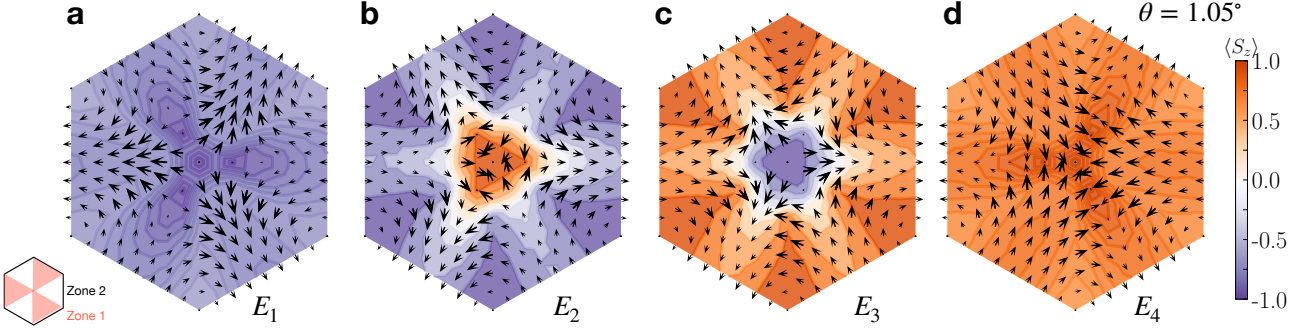 a
b
c
d
θ = 1.05°
⟨S_z⟩
1.0
0.5
0.0
-0.5
-1.0
Zone 2
Zone 1
E_1
E_2
E_3
E_4